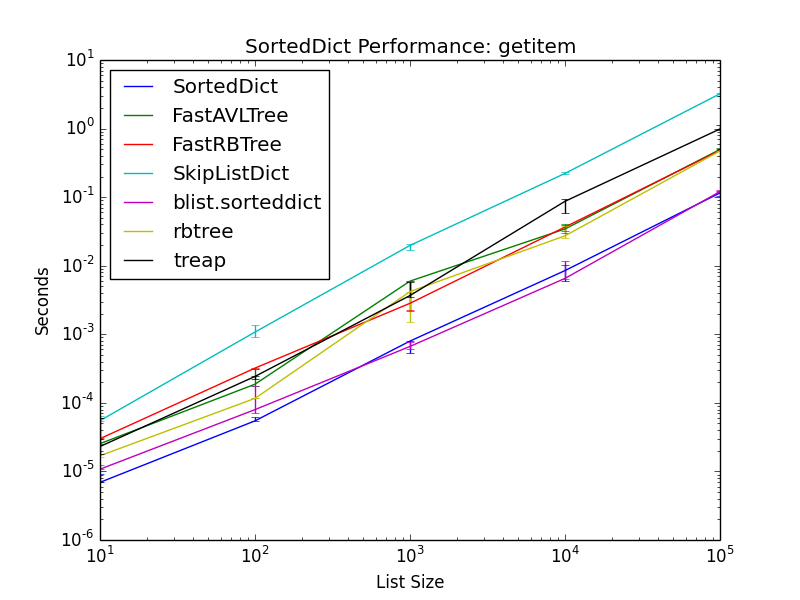 SortedDict Performance: getitem
10^1
10^0
10^-1
10^-2
10^-3
10^-4
10^-5
10^-6
Seconds
SortedDict
FastAVLTree
FastRBTree
SkipListDict
blist.sorteddict
rbtree
treap
10^1 10^2 10^3 10^4 10^5
List Size